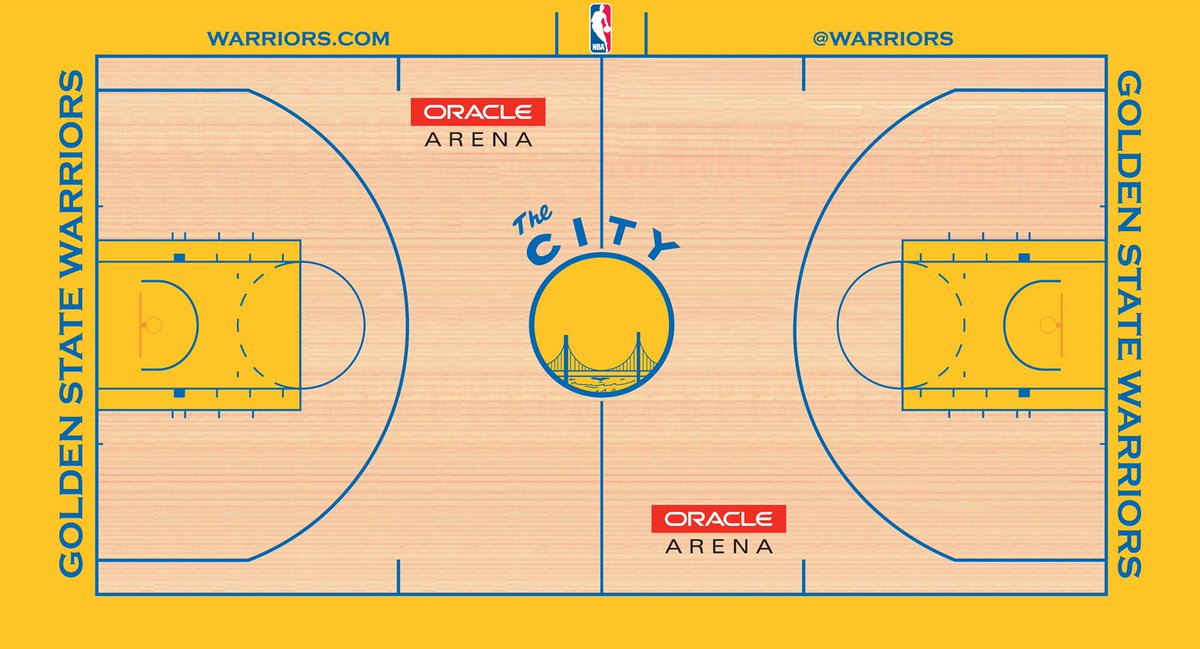 WARRIORS.COM
NBA
@WARRIORS
GOLDEN STATE WARRIORS
ORACLE
ARENA
The
CITY
ORACLE
ARENA
GOLDEN STATE WARRIORS